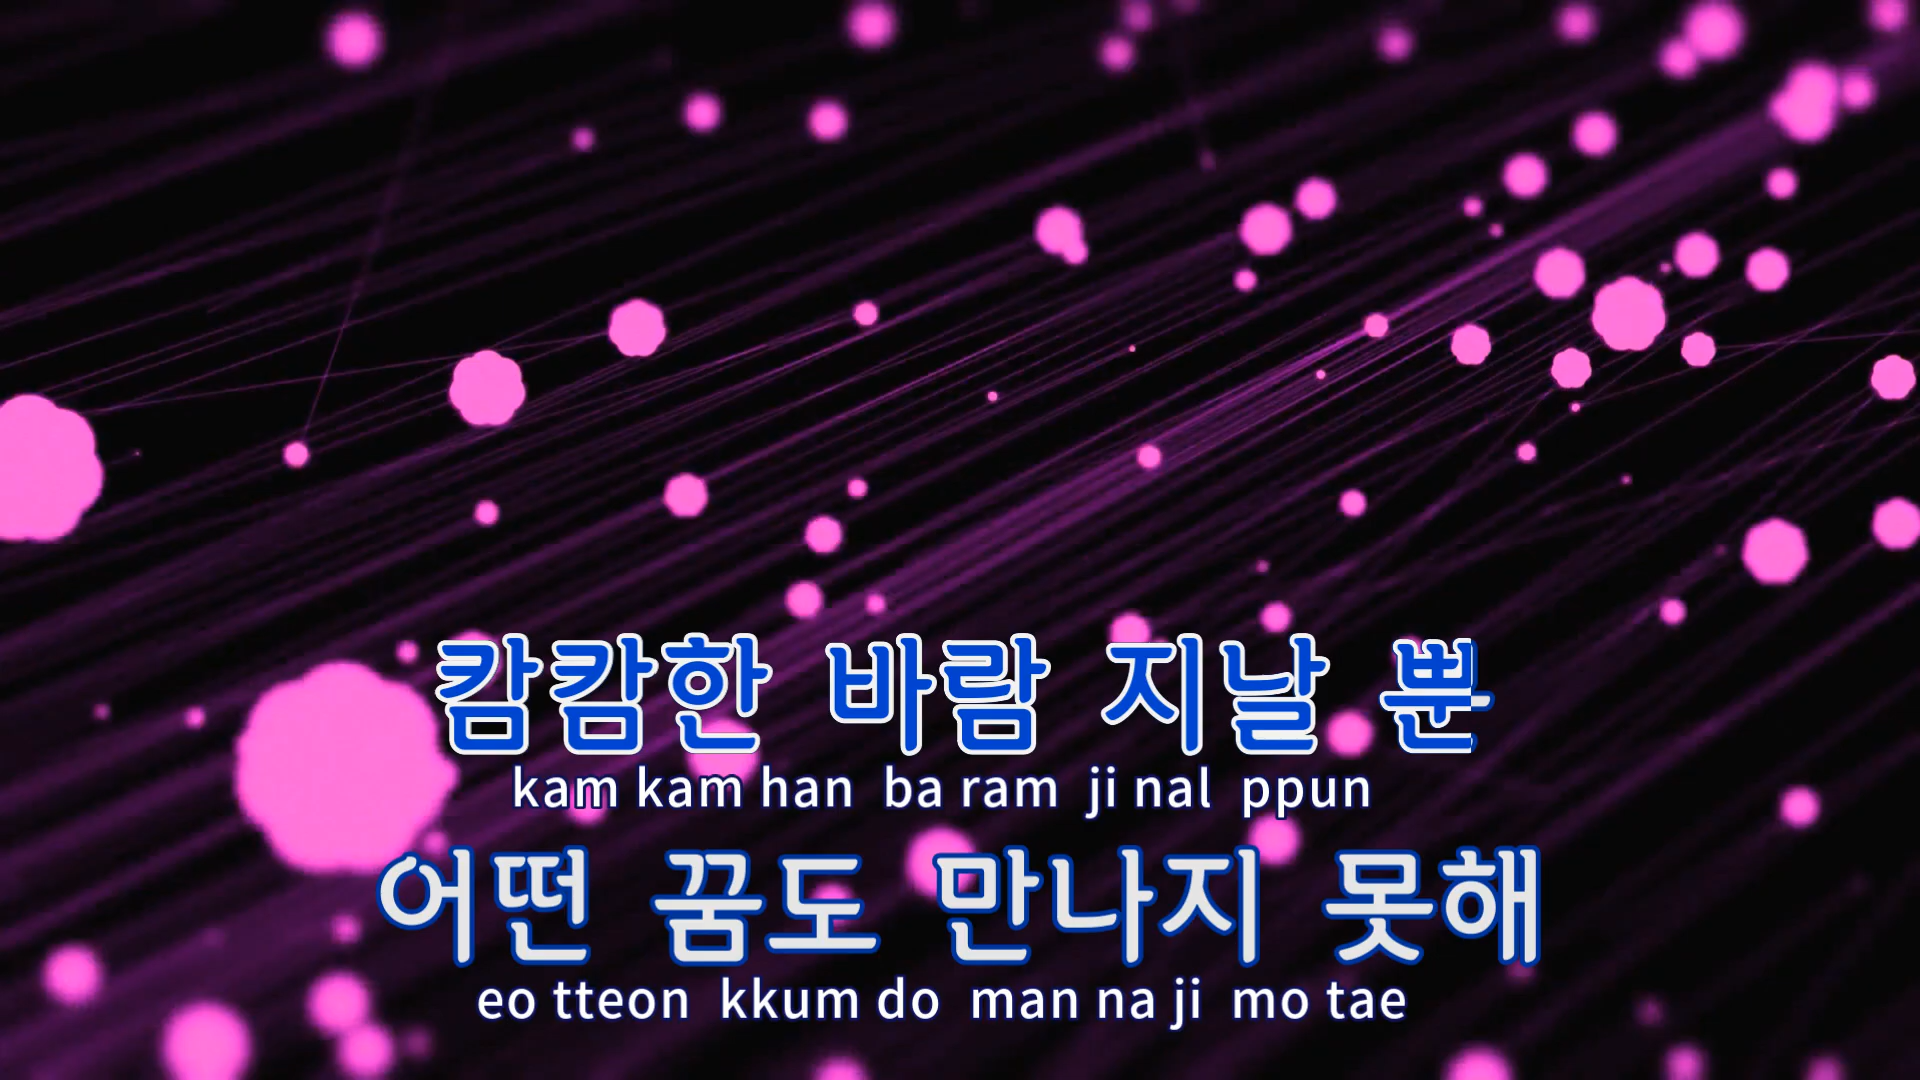 캄캄한 바람 지날 뿐
kam kam han ba ram ji nal ppun
어떤 꿈도 만나지 못해
eo tteon kkum do man na ji mo tae